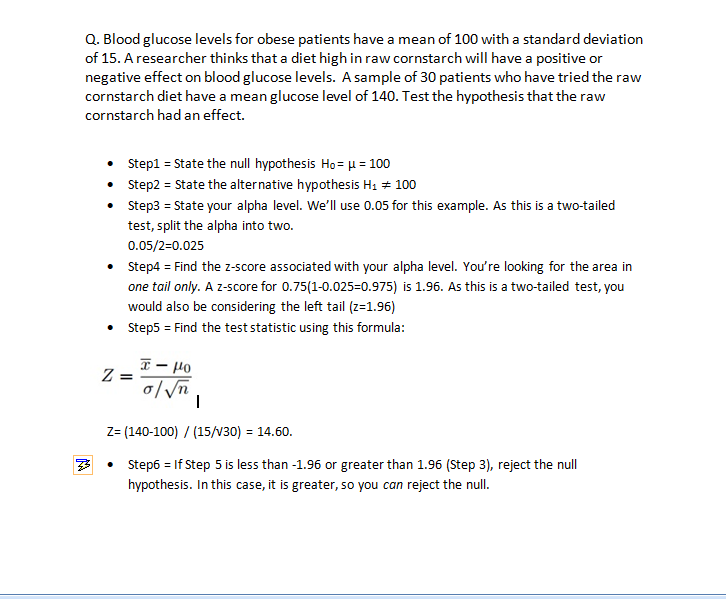 Q. Blood glucose levels for obese patients have a mean of 100 with a standard deviation
of 15. A researcher thinks that a diet high in raw cornstarch will have a positive or
negative effect on blood glucose levels. A sample of 30 patients who have tried the raw
cornstarch diet have a mean glucose level of 140. Test the hypothesis that the raw
cornstarch had an effect.
• Step1 = State the null hypothesis H₀= μ = 100
• Step2 = State the alternative hypothesis H₁ ≠ 100
• Step3 = State your alpha level. We'll use 0.05 for this example. As this is a two-tailed
test, split the alpha into two.
0.05/2=0.025
• Step4 = Find the z-score associated with your alpha level. You're looking for the area in
one tail only. A z-score for 0.75(1-0.025=0.975) is 1.96. As this is a two-tailed test, you
would also be considering the left tail (z=1.96)
• Step5 = Find the test statistic using this formula:
Z = (x̅ − μ₀) / (σ/√n)
Z= (140-100) / (15/√30) = 14.60.
• Step6 = If Step 5 is less than -1.96 or greater than 1.96 (Step 3), reject the null
hypothesis. In this case, it is greater, so you can reject the null.